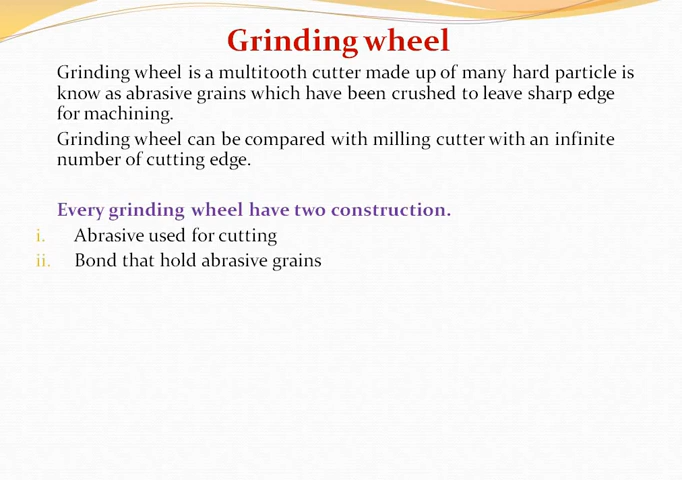 Grinding wheel
Grinding wheel is a multitooth cutter made up of many hard particle is
know as abrasive grains which have been crushed to leave sharp edge
for machining.
Grinding wheel can be compared with milling cutter with an infinite
number of cutting edge.
Every grinding wheel have two construction.
i. Abrasive used for cutting
ii. Bond that hold abrasive grains